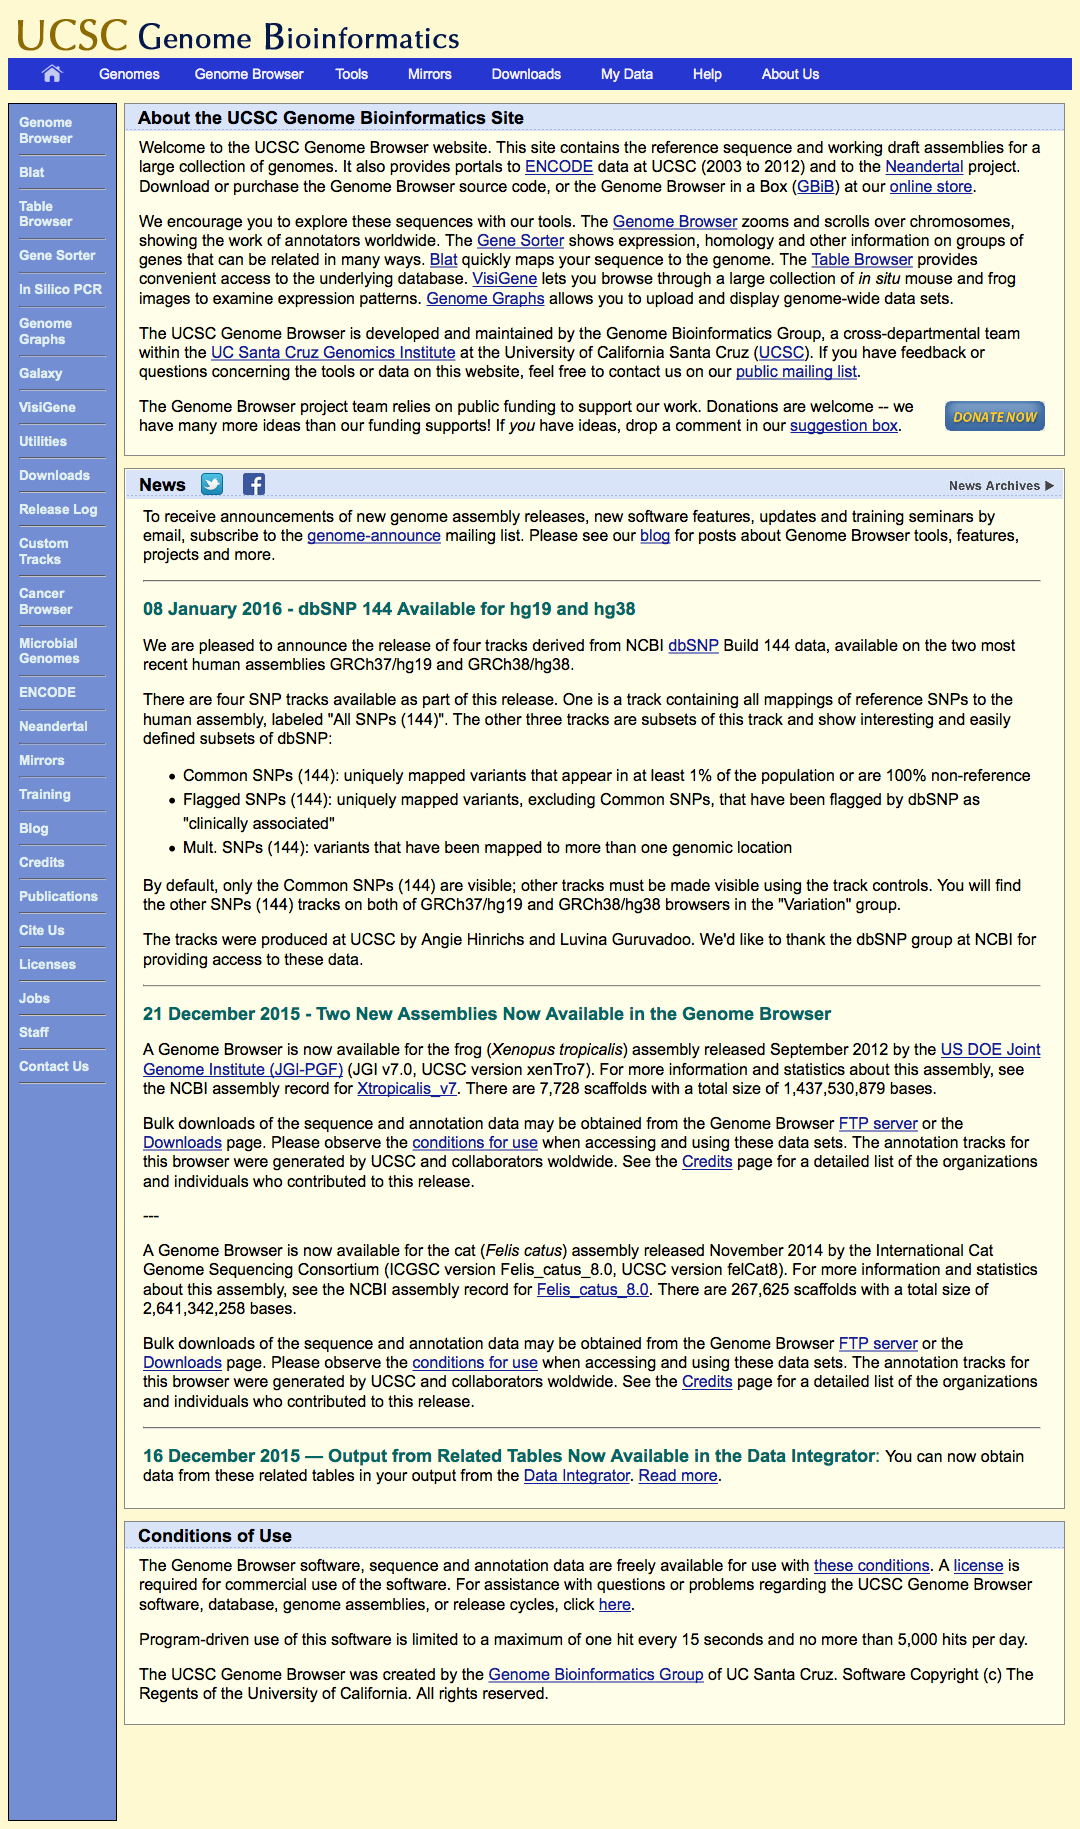 UCSC Genome Bioinformatics
Genomes Genome Browser Tools Mirrors Downloads My Data Help About Us
Genome
Browser
Blat
Table
Browser
Gene Sorter
In Silico PCR
Genome
Graphs
Galaxy
VisiGene
Utilities
Downloads
Release Log
Custom
Tracks
Cancer
Browser
Microbial
Genomes
ENCODE
Neandertal
Mirrors
Training
Blog
Credits
Publications
Cite Us
Licenses
Jobs
Staff
Contact Us
About the UCSC Genome Bioinformatics Site
Welcome to the UCSC Genome Browser website. This site contains the reference sequence and working draft assemblies for a
large collection of genomes. It also provides portals to ENCODE data at UCSC (2003 to 2012) and to the Neandertal project.
Download or purchase the Genome Browser source code, or the Genome Browser in a Box (GBiB) at our online store.
We encourage you to explore these sequences with our tools. The Genome Browser zooms and scrolls over chromosomes,
showing the work of annotators worldwide. The Gene Sorter shows expression, homology and other information on groups of
genes that can be related in many ways. Blat quickly maps your sequence to the genome. The Table Browser provides
convenient access to the underlying database. VisiGene lets you browse through a large collection of in situ mouse and frog
images to examine expression patterns. Genome Graphs allows you to upload and display genome-wide data sets.
The UCSC Genome Browser is developed and maintained by the Genome Bioinformatics Group, a cross-departmental team
within the UC Santa Cruz Genomics Institute at the University of California Santa Cruz (UCSC). If you have feedback or
questions concerning the tools or data on this website, feel free to contact us on our public mailing list.
The Genome Browser project team relies on public funding to support our work. Donations are welcome -- we
have many more ideas than our funding supports! If you have ideas, drop a comment in our suggestion box.
DONATE NOW
News
News Archives ▶
To receive announcements of new genome assembly releases, new software features, updates and training seminars by
email, subscribe to the genome-announce mailing list. Please see our blog for posts about Genome Browser tools, features,
projects and more.
08 January 2016 - dbSNP 144 Available for hg19 and hg38
We are pleased to announce the release of four tracks derived from NCBI dbSNP Build 144 data, available on the two most
recent human assemblies GRCh37/hg19 and GRCh38/hg38.
There are four SNP tracks available as part of this release. One is a track containing all mappings of reference SNPs to the
human assembly, labeled "All SNPs (144)". The other three tracks are subsets of this track and show interesting and easily
defined subsets of dbSNP:
• Common SNPs (144): uniquely mapped variants that appear in at least 1% of the population or are 100% non-reference
• Flagged SNPs (144): uniquely mapped variants, excluding Common SNPs, that have been flagged by dbSNP as
"clinically associated"
• Mult. SNPs (144): variants that have been mapped to more than one genomic location
By default, only the Common SNPs (144) are visible; other tracks must be made visible using the track controls. You will find
the other SNPs (144) tracks on both of GRCh37/hg19 and GRCh38/hg38 browsers in the "Variation" group.
The tracks were produced at UCSC by Angie Hinrichs and Luvina Guruvadoo. We'd like to thank the dbSNP group at NCBI for
providing access to these data.
21 December 2015 - Two New Assemblies Now Available in the Genome Browser
A Genome Browser is now available for the frog (Xenopus tropicalis) assembly released September 2012 by the US DOE Joint
Genome Institute (JGI-PGF) (JGI v7.0, UCSC version xenTro7). For more information and statistics about this assembly, see
the NCBI assembly record for Xtropicalis_v7. There are 7,728 scaffolds with a total size of 1,437,530,879 bases.
Bulk downloads of the sequence and annotation data may be obtained from the Genome Browser FTP server or the
Downloads page. Please observe the conditions for use when accessing and using these data sets. The annotation tracks for
this browser were generated by UCSC and collaborators woldwide. See the Credits page for a detailed list of the organizations
and individuals who contributed to this release.
---
A Genome Browser is now available for the cat (Felis catus) assembly released November 2014 by the International Cat
Genome Sequencing Consortium (ICGSC version Felis_catus_8.0, UCSC version felCat8). For more information and statistics
about this assembly, see the NCBI assembly record for Felis_catus_8.0. There are 267,625 scaffolds with a total size of
2,641,342,258 bases.
Bulk downloads of the sequence and annotation data may be obtained from the Genome Browser FTP server or the
Downloads page. Please observe the conditions for use when accessing and using these data sets. The annotation tracks for
this browser were generated by UCSC and collaborators woldwide. See the Credits page for a detailed list of the organizations
and individuals who contributed to this release.
16 December 2015 — Output from Related Tables Now Available in the Data Integrator: You can now obtain
data from these related tables in your output from the Data Integrator. Read more.
Conditions of Use
The Genome Browser software, sequence and annotation data are freely available for use with these conditions. A license is
required for commercial use of the software. For assistance with questions or problems regarding the UCSC Genome Browser
software, database, genome assemblies, or release cycles, click here.
Program-driven use of this software is limited to a maximum of one hit every 15 seconds and no more than 5,000 hits per day.
The UCSC Genome Browser was created by the Genome Bioinformatics Group of UC Santa Cruz. Software Copyright (c) The
Regents of the University of California. All rights reserved.